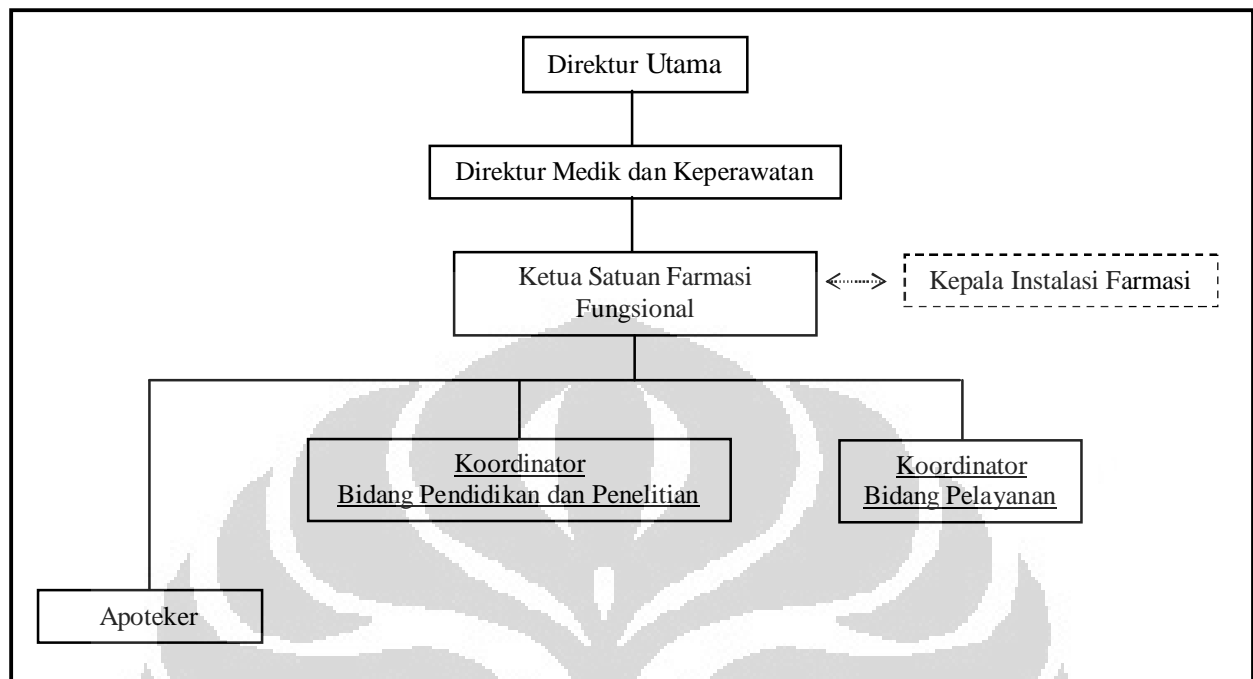 Direktur Utama
Direktur Medik dan Keperawatan
Ketua Satuan Farmasi
Fungsional
Kepala Instalasi Farmasi
Koordinator
Bidang Pendidikan dan Penelitian
Koordinator
Bidang Pelayanan
Apoteker